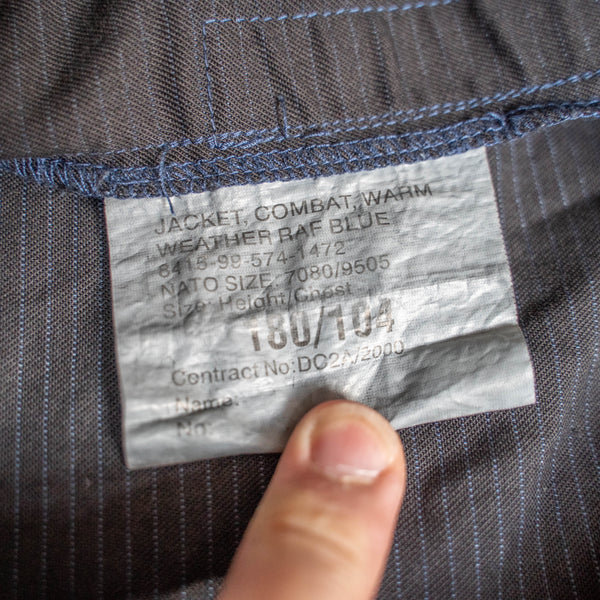 JACKET, COMBAT, WARM
WEATHER RAF BLUE
8415-99-574-1472
NATO SIZE: 7080/9505
Size: Height/Chest
180/104
Contract No:DC2A/2000
Name:
No: